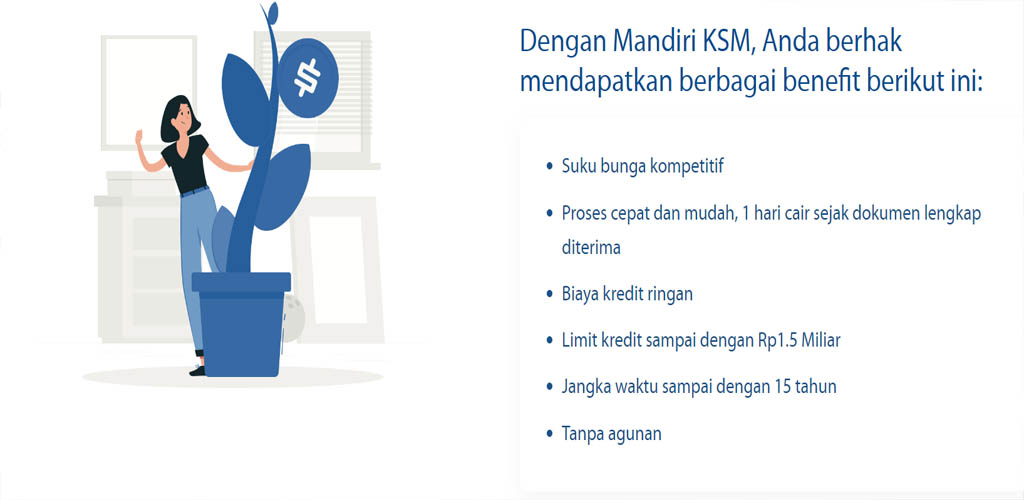 Dengan Mandiri KSM, Anda berhak
mendapatkan berbagai benefit berikut ini:
• Suku bunga kompetitif
• Proses cepat dan mudah, 1 hari cair sejak dokumen lengkap
diterima
• Biaya kredit ringan
• Limit kredit sampai dengan Rp1.5 Miliar
• Jangka waktu sampai dengan 15 tahun
• Tanpa agunan